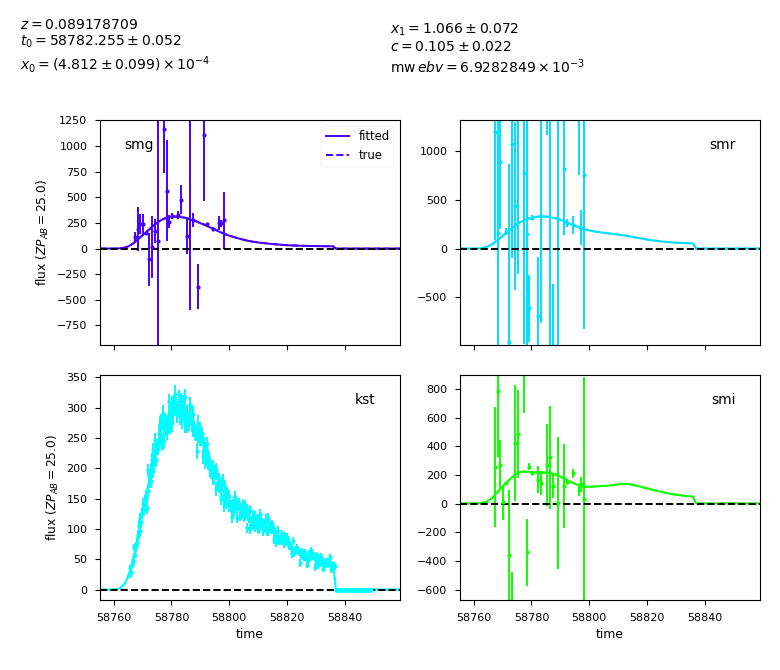 z = 0.089178709
t₀ = 58782.255 ± 0.052
x₀ = (4.812 ± 0.099) × 10⁻⁴
x₁ = 1.066 ± 0.072
c = 0.105 ± 0.022
mw ebv = 6.9282849 × 10⁻³
smg
fitted
true
1250
1000
750
500
250
0
−250
−500
−750
flux (ZP_AB = 25.0)
smr
1000
500
0
−500
kst
350
300
250
200
150
100
50
0
flux (ZP_AB = 25.0)
58760 58780 58800 58820 58840
time
smi
800
600
400
200
0
−200
−400
−600
58760 58780 58800 58820 58840
time